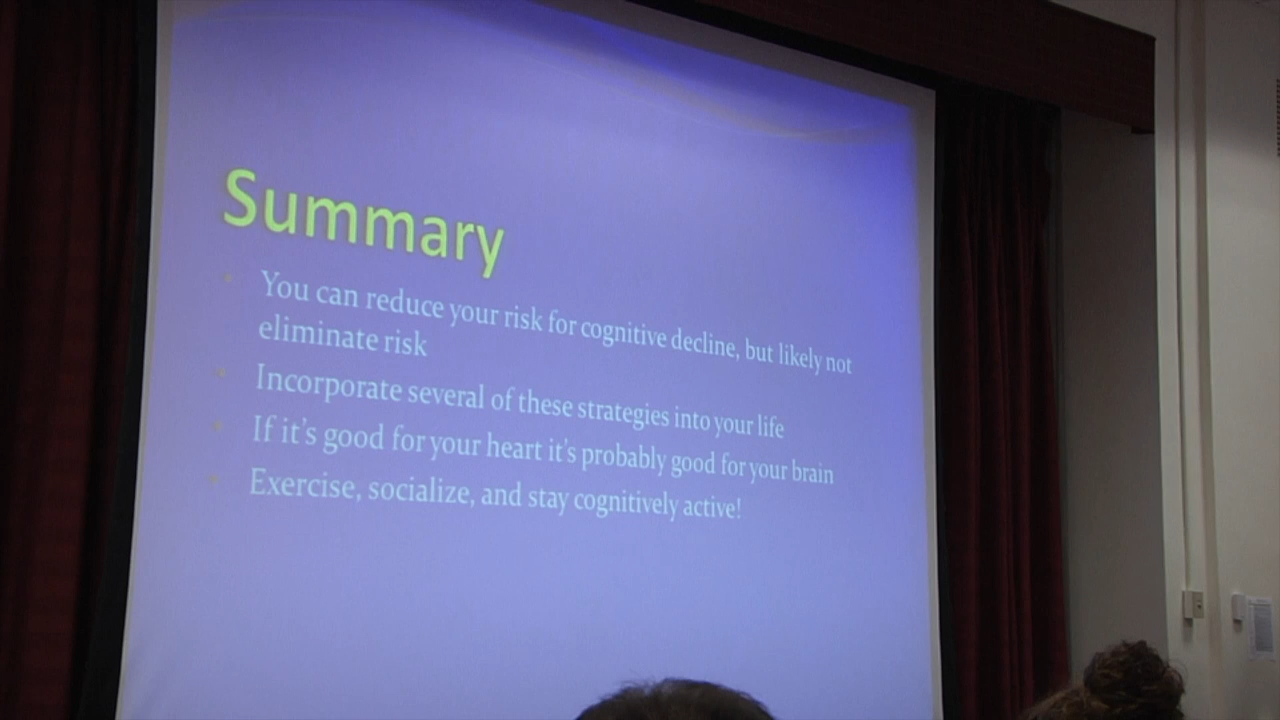 Summary
You can reduce your risk for cognitive decline, but likely not
eliminate risk
Incorporate several of these strategies into your life
If it's good for your heart it's probably good for your brain
Exercise, socialize, and stay cognitively active!